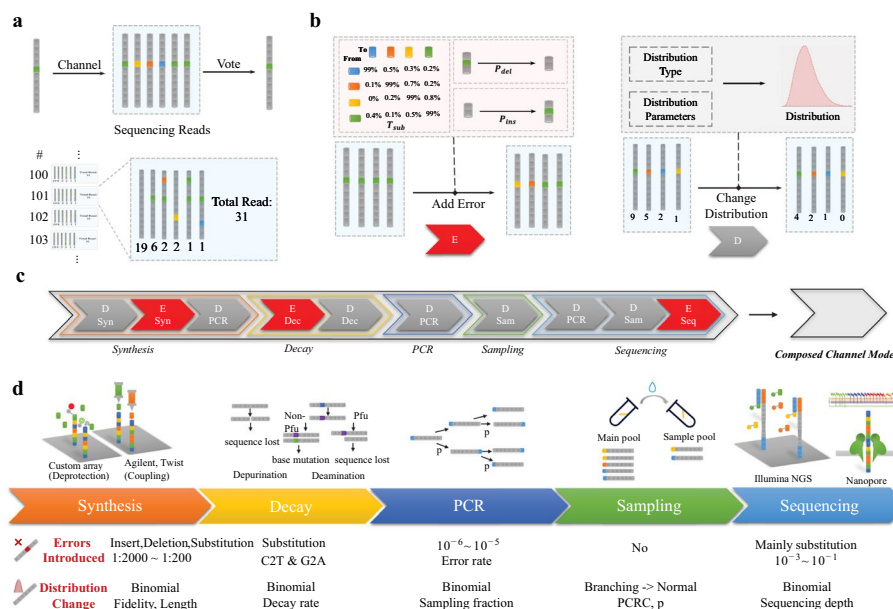 a
Channel
Vote
Sequencing Reads
#
100
101
102
103
19 6 2 2 1 1
Total Read:
31
b
To
From
99% 0.5% 0.3% 0.2%
0.1% 99% 0.7% 0.2%
0% 0.2% 99% 0.8%
0.4% 0.1% 0.5% 99%
T_sub
P_del
P_ins
Add Error
E
Distribution
Type
Distribution
Parameters
Distribution
9 5 2 1
Change
Distribution
D
4 2 1 0
c
D
Syn
E
Syn
D
PCR
E
Dec
D
Dec
D
PCR
D
Sam
D
PCR
D
Sam
E
Seq
Synthesis
Decay
PCR
Sampling
Sequencing
Composed Channel Model
d
Custom array
(Deprotection)
Agilent, Twist
(Coupling)
sequence lost
Depurination
Non-
Pfu
Pfu
base mutation
sequence lost
Deamination
p
p
Main pool
Sample pool
Illumina NGS
Nanopore
Synthesis
Decay
PCR
Sampling
Sequencing
Errors
Introduced
Insert,Deletion,Substitution
1:2000 ~ 1:200
Substitution
C2T & G2A
10⁻⁶ ~ 10⁻⁵
Error rate
No
Mainly substitution
10⁻³~ 10⁻¹
Distribution
Change
Binomial
Fidelity, Length
Binomial
Decay rate
Binomial
Sampling fraction
Branching -> Normal
PCRC, p
Binomial
Sequencing depth